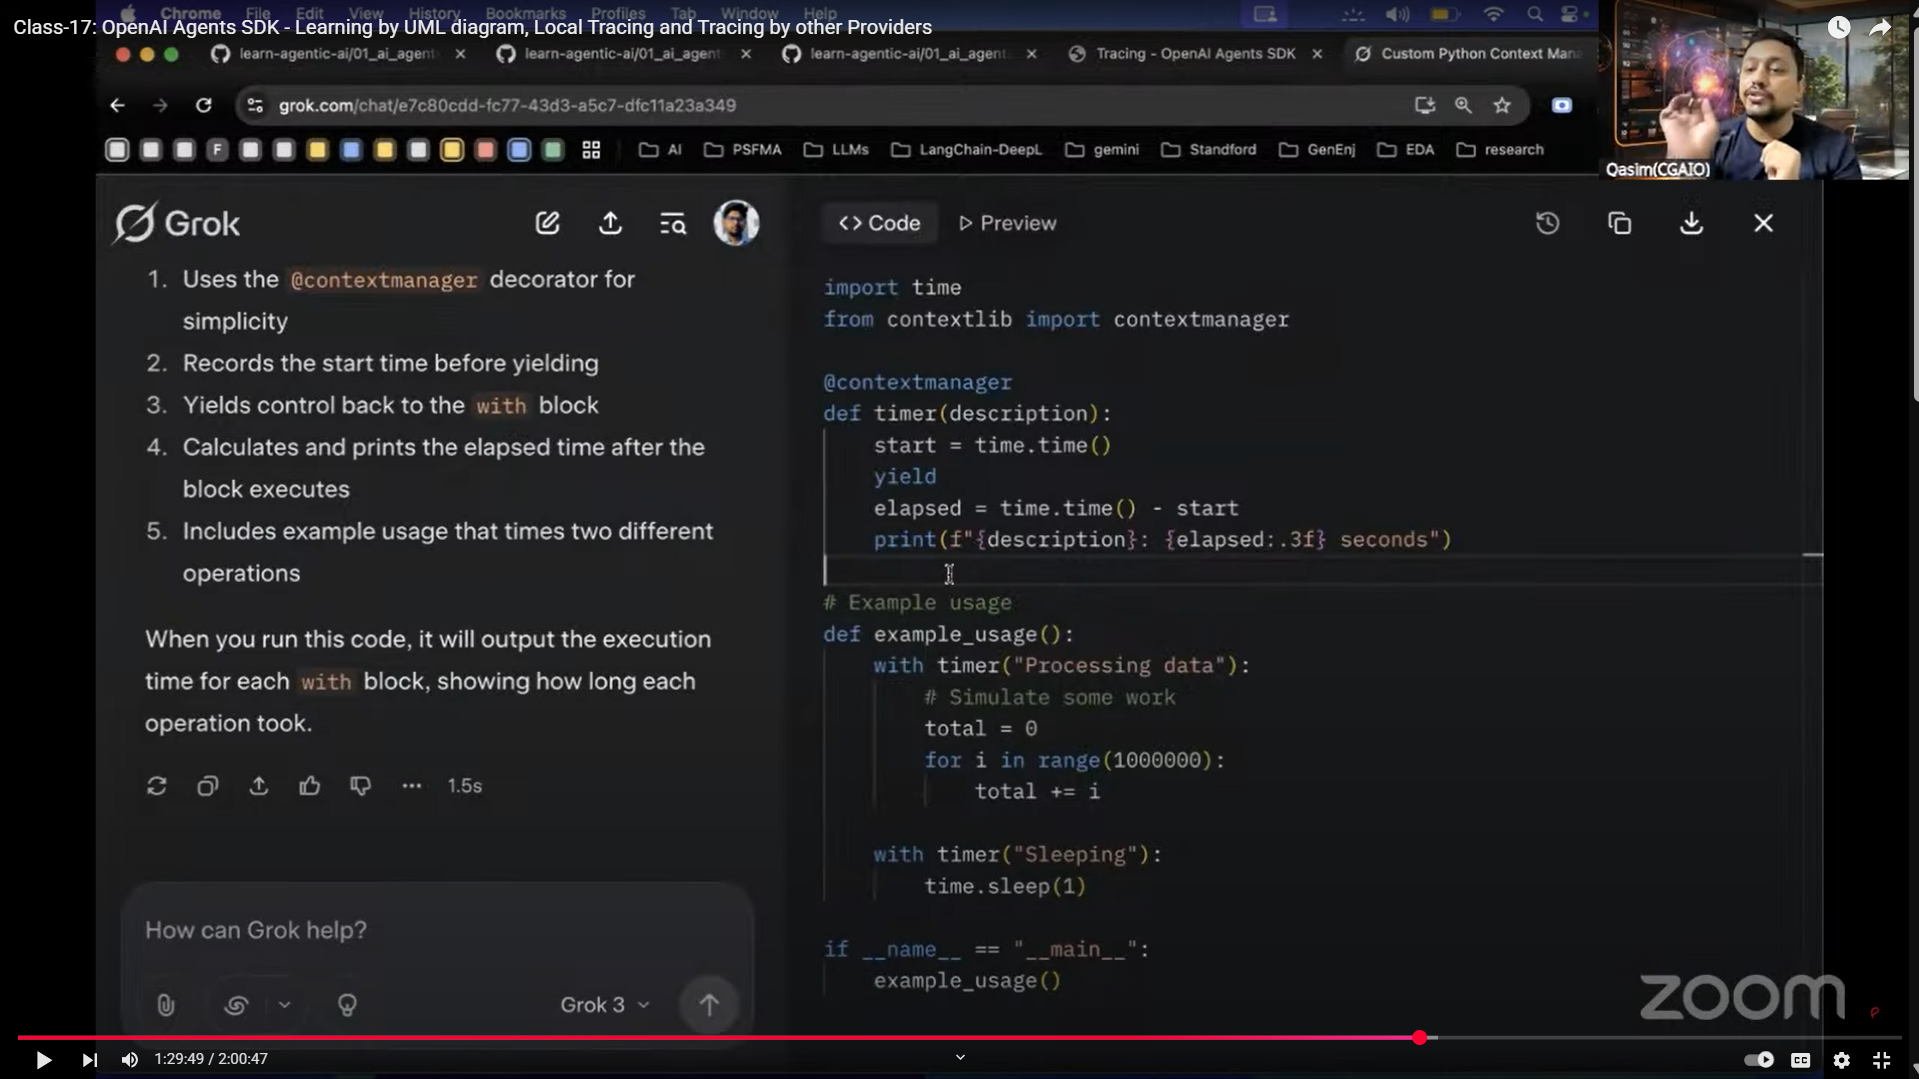 Chrome File Edit View History Bookmarks Profiles Tab Window Help
Class-17: OpenAI Agents SDK - Learning by UML diagram, Local Tracing and Tracing by other Providers
learn-agentic-ai/01_ai_agent
learn-agentic-ai/01_ai_agent
learn-agentic-ai/01_ai_agent
Tracing - OpenAI Agents SDK
Custom Python Context Man
grok.com/chat/e7c80cdd-fc77-43d3-a5c7-dfc11a23a349
F
AI
PSFMA
LLMs
LangChain-DeepL
gemini
Standford
GenEnj
EDA
research
Qasim(CGAIO)
Grok
1. Uses the @contextmanager decorator for
simplicity
2. Records the start time before yielding
3. Yields control back to the with block
4. Calculates and prints the elapsed time after the
block executes
5. Includes example usage that times two different
operations
When you run this code, it will output the execution
time for each with block, showing how long each
operation took.
1.5s
How can Grok help?
Grok 3
<> Code
Preview
import time
from contextlib import contextmanager
@contextmanager
def timer(description):
start = time.time()
yield
elapsed = time.time() - start
print(f"{description}: {elapsed:.3f} seconds")
# Example usage
def example_usage():
with timer("Processing data"):
# Simulate some work
total = 0
for i in range(1000000):
total += i
with timer("Sleeping"):
time.sleep(1)
if __name__ == "__main__":
example_usage()
zoom
1:29:49 / 2:00:47
CC